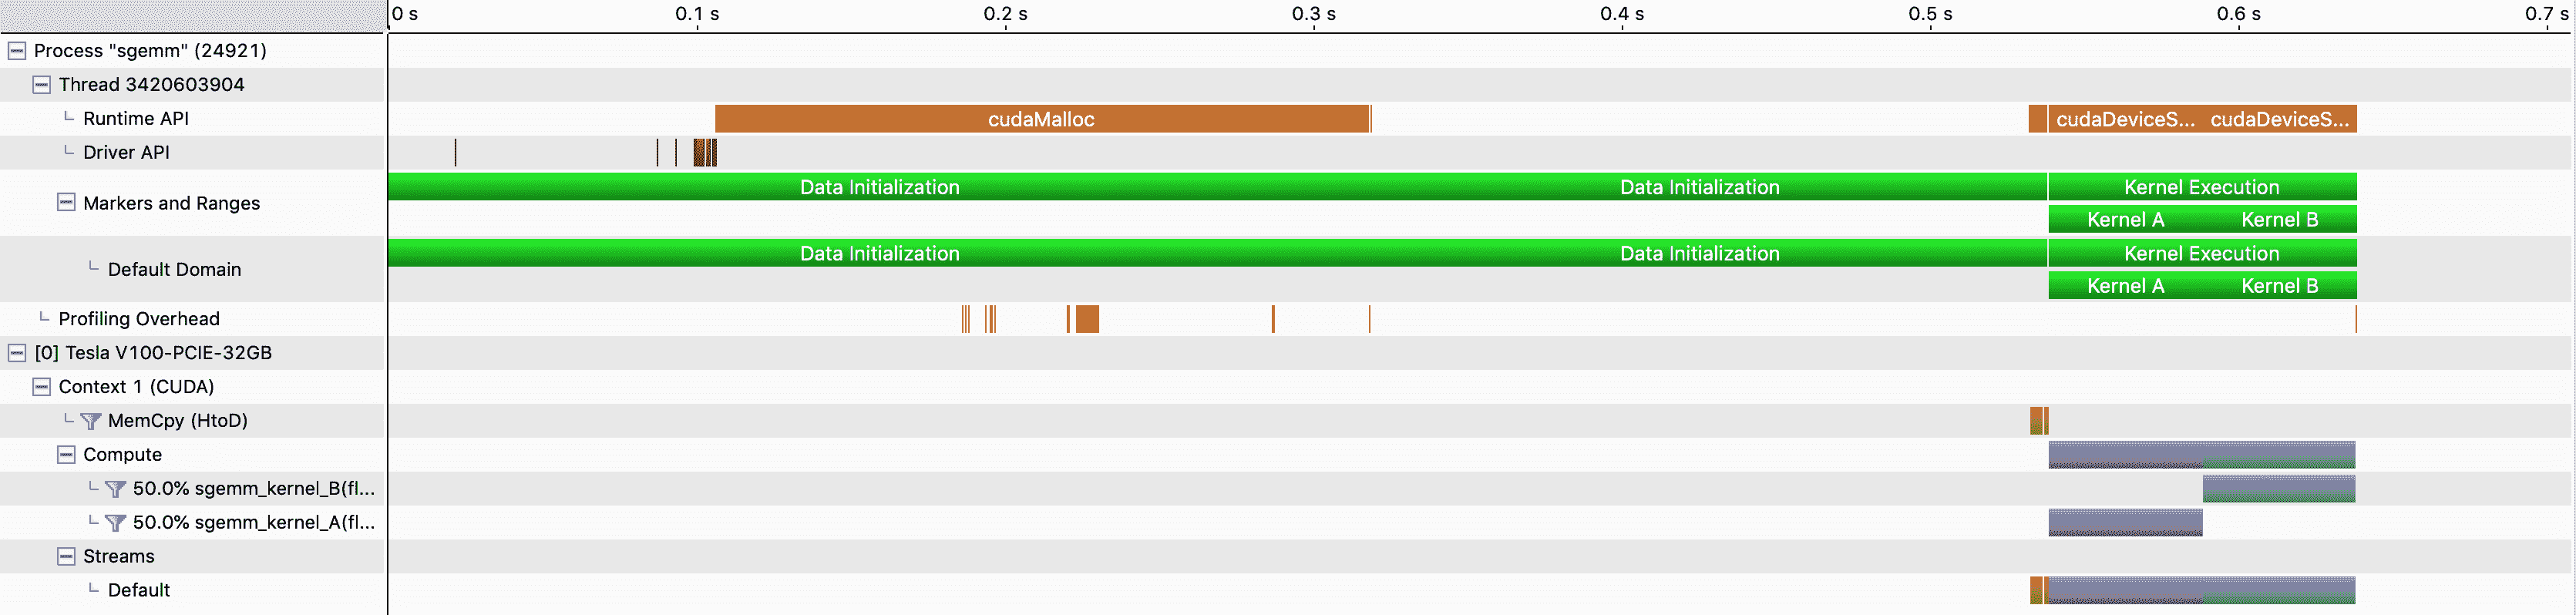 0 s 0.1 s 0.2 s 0.3 s 0.4 s 0.5 s 0.6 s 0.7 s
Process "sgemm" (24921)
Thread 3420603904
Runtime API cudaMalloc cudaDeviceS... cudaDeviceS...
Driver API
Data Initialization Data Initialization Kernel Execution
Markers and Ranges
Kernel A Kernel B
Data Initialization Data Initialization Kernel Execution
Default Domain
Kernel A Kernel B
Profiling Overhead
[0] Tesla V100-PCIE-32GB
Context 1 (CUDA)
MemCpy (HtoD)
Compute
50.0% sgemm_kernel_B(fl...
50.0% sgemm_kernel_A(fl...
Streams
Default